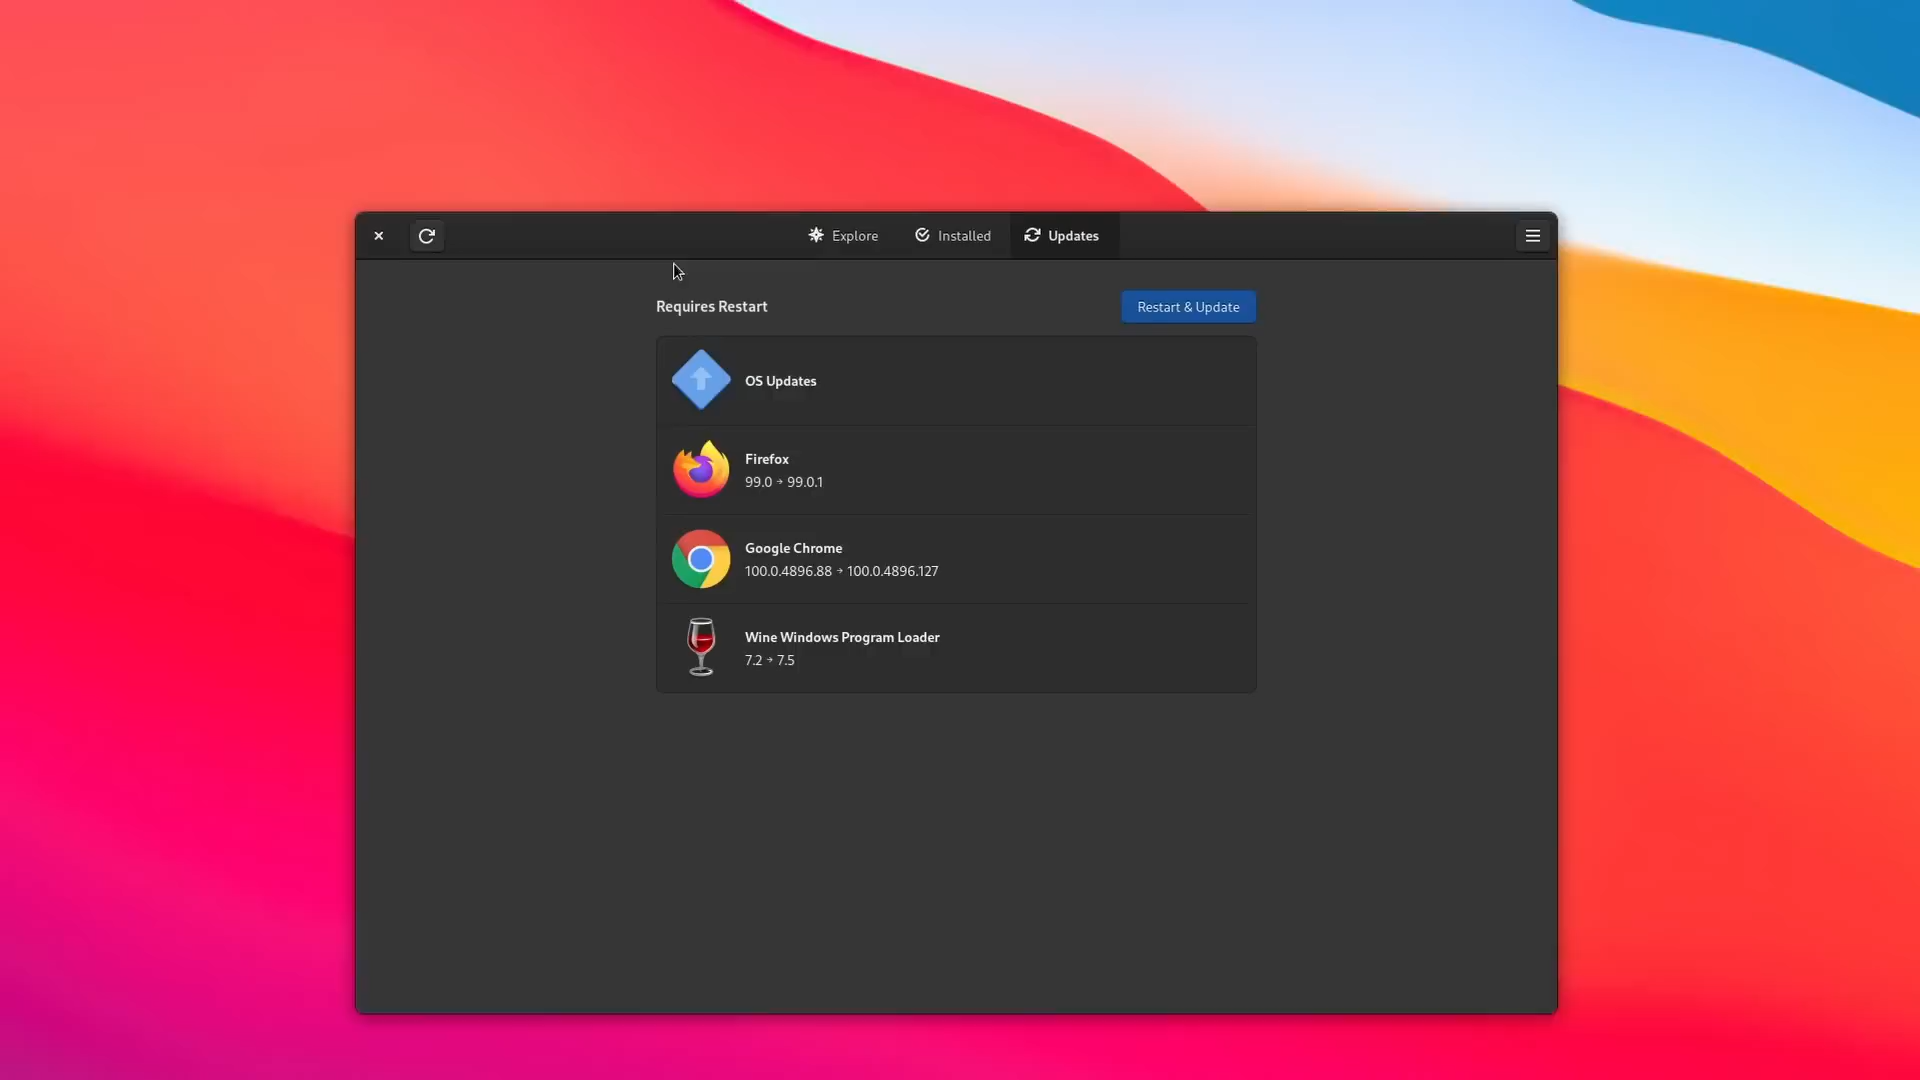 Explore
Installed
Updates
Requires Restart
Restart & Update
OS Updates
Firefox
99.0 → 99.0.1
Google Chrome
100.0.4896.88 → 100.0.4896.127
Wine Windows Program Loader
7.2 → 7.5